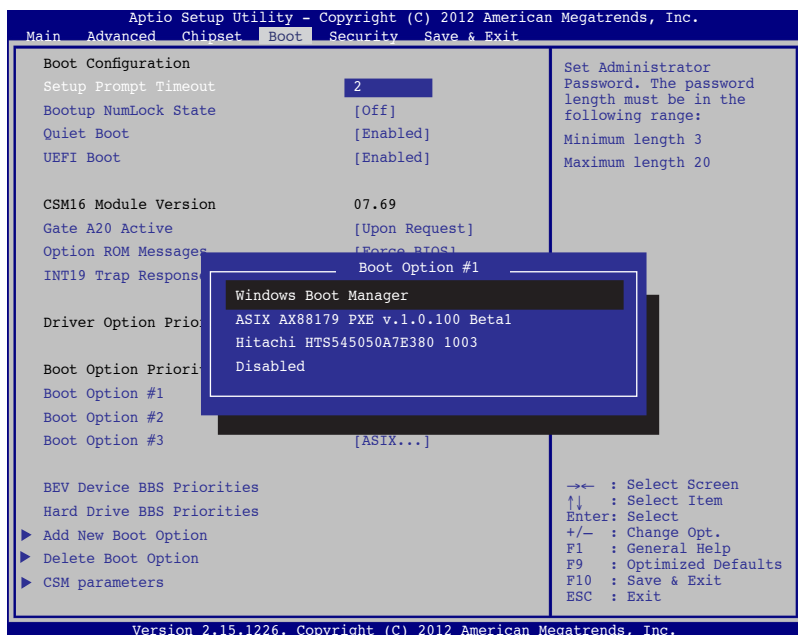 Aptio Setup Utility – Copyright (C) 2012 American Megatrends, Inc.
Main Advanced Chipset Boot Security Save & Exit
Boot Configuration
Setup Prompt Timeout 2
Bootup NumLock State [Off]
Quiet Boot [Enabled]
UEFI Boot [Enabled]
CSM16 Module Version 07.69
Gate A20 Active [Upon Request]
Option ROM Messages [Force BIOS]
INT19 Trap Respons
Driver Option Prio
Boot Option Priori
Boot Option #1
Boot Option #2
Boot Option #3 [ASIX...]
BEV Device BBS Priorities
Hard Drive BBS Priorities
Add New Boot Option
Delete Boot Option
CSM parameters
Boot Option #1
Windows Boot Manager
ASIX AX88179 PXE v.1.0.100 Beta1
Hitachi HTS545050A7E380 1003
Disabled
Set Administrator
Password. The password
length must be in the
following range:
Minimum length 3
Maximum length 20
→← : Select Screen
↑↓ : Select Item
Enter: Select
+/— : Change Opt.
F1 : General Help
F9 : Optimized Defaults
F10 : Save & Exit
ESC : Exit
Version 2.15.1226. Copyright (C) 2012 American Megatrends, Inc.